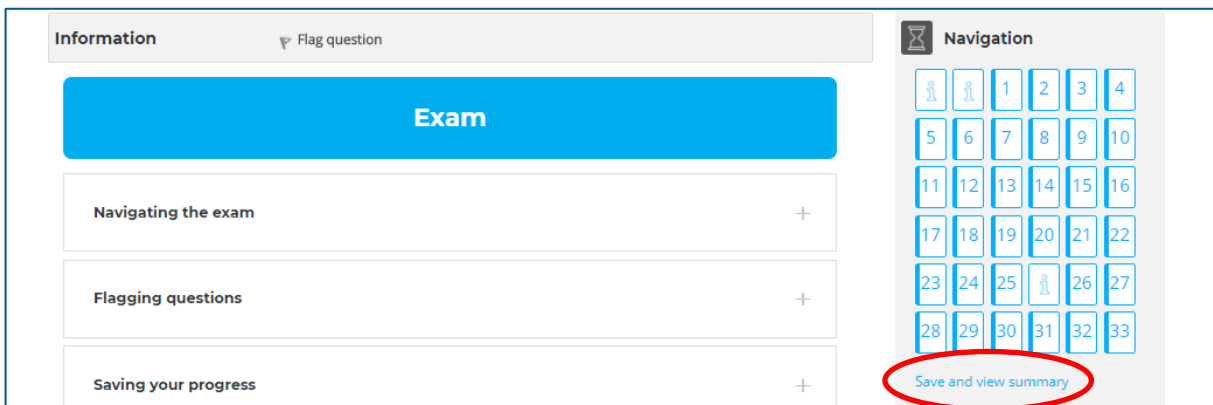 Information
Flag question
Exam
Navigating the exam
Flagging questions
Saving your progress
Navigation
i i 1 2 3 4
5 6 7 8 9 10
11 12 13 14 15 16
17 18 19 20 21 22
23 24 25 i 26 27
28 29 30 31 32 33
Save and view summary